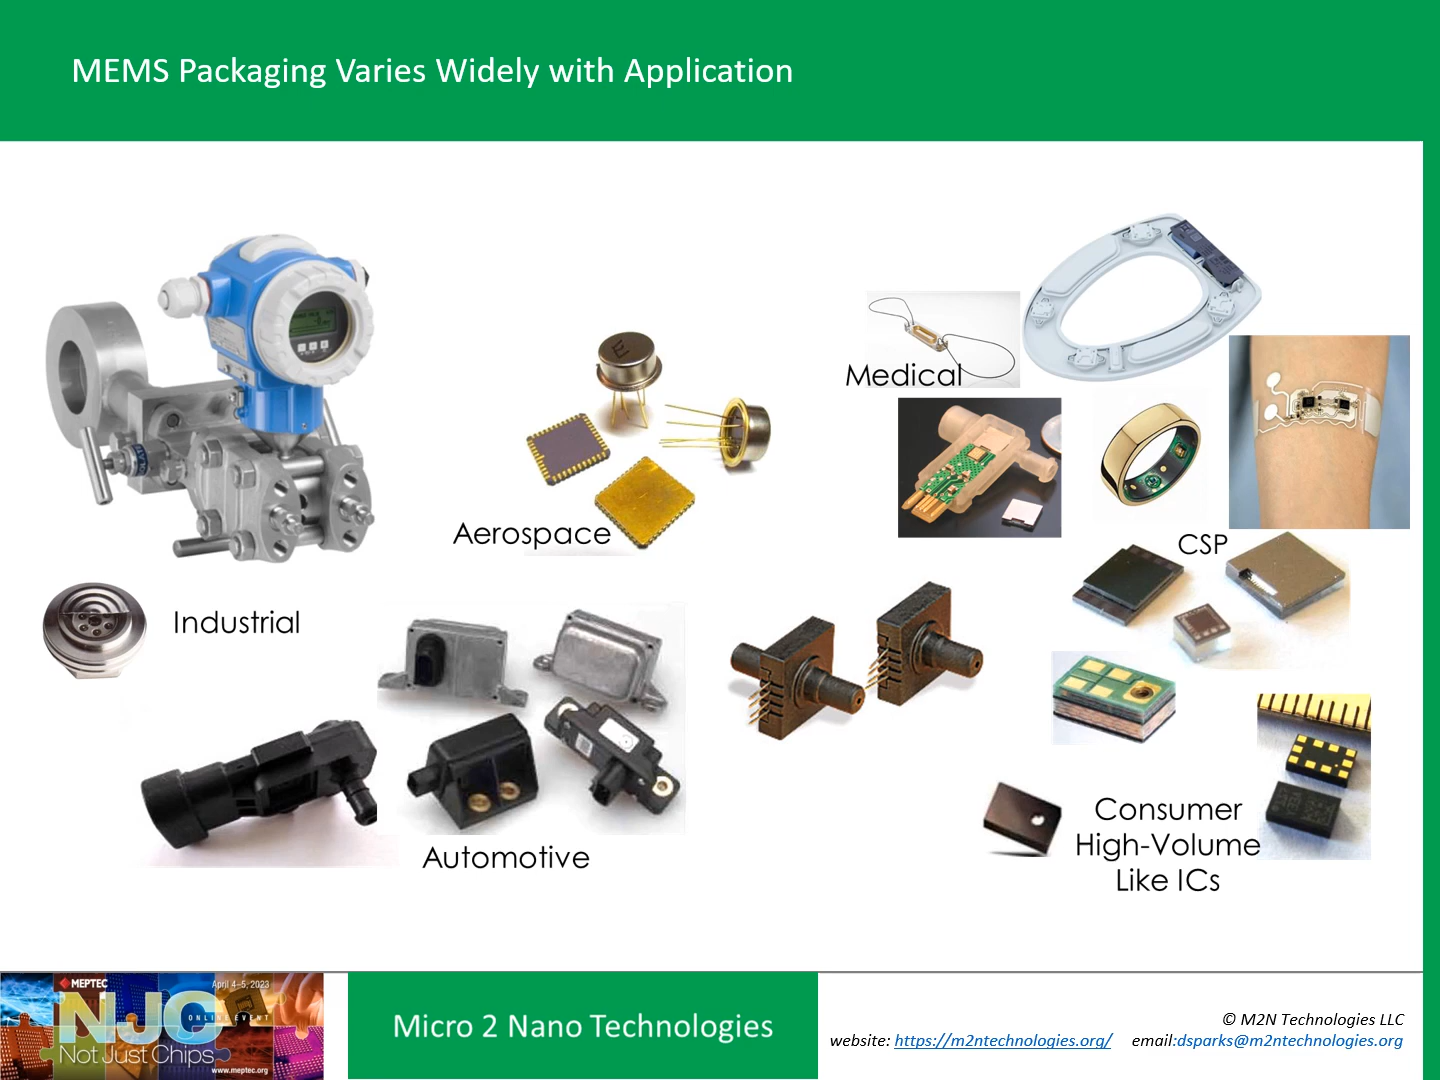 MEMS Packaging Varies Widely with Application
Medical
Aerospace
CSP
Industrial
Automotive
Consumer
High-Volume
Like ICs
MEPTEC
April 4-5, 2023
NJC
ONLINE EVENT
Not Just Chips
www.meptec.org
Micro 2 Nano Technologies
© M2N Technologies LLC
website: https://m2ntechnologies.org/ email:dsparks@m2ntechnologies.org